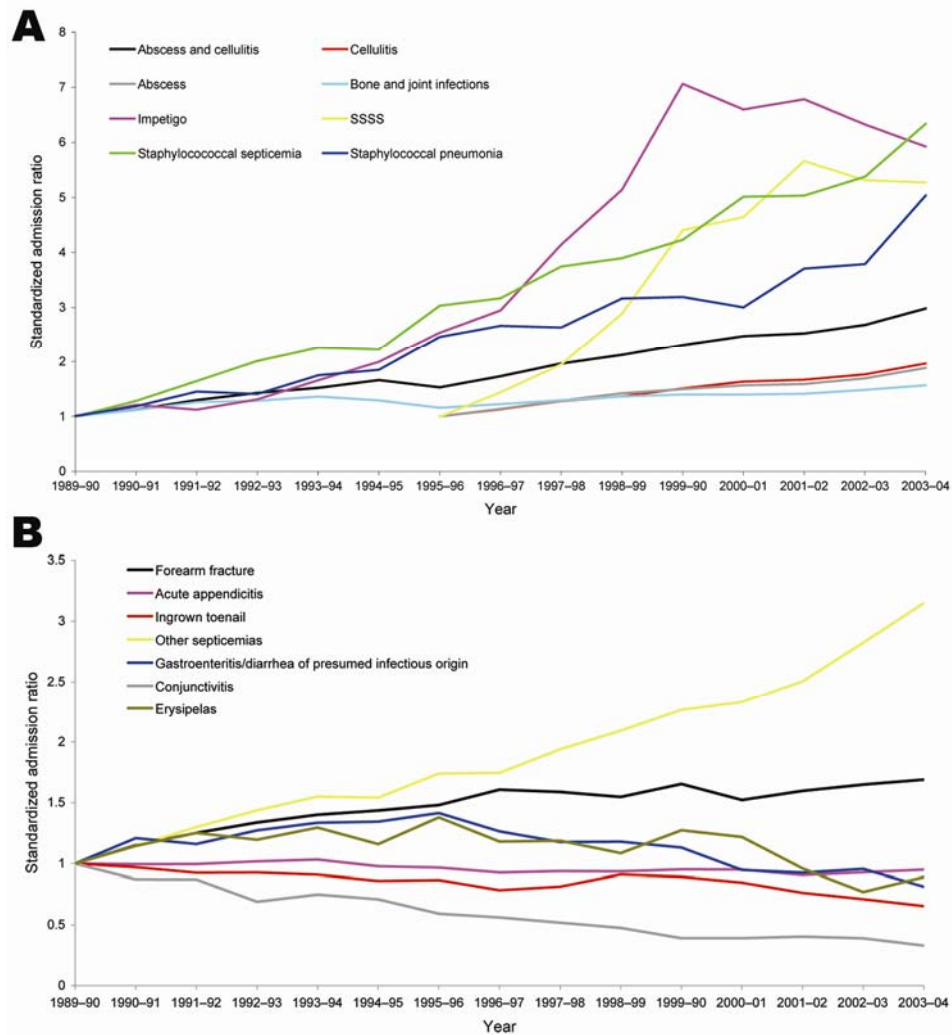 A
8
7
6
5
4
3
2
1
0
Standardized admission ratio
Abscess and cellulitis
Cellulitis
Abscess
Bone and joint infections
Impetigo
SSSS
Staphylocococcal septicemia
Staphylococcal pneumonia
1989–90 1990–91 1991–92 1992–93 1993–94 1994–95 1995–96 1996–97 1997–98 1998–99 1999–90 2000–01 2001–02 2002–03 2003–04
Year
B
3.5
3
2.5
2
1.5
1
0.5
0
Standardized admission ratio
Forearm fracture
Acute appendicitis
Ingrown toenail
Other septicemias
Gastroenteritis/diarrhea of presumed infectious origin
Conjunctivitis
Erysipelas
1989–90 1990–91 1991–92 1992–93 1993–94 1994–95 1995–96 1996–97 1997–98 1998–99 1999–90 2000–01 2001–02 2002–03 2003–04
Year